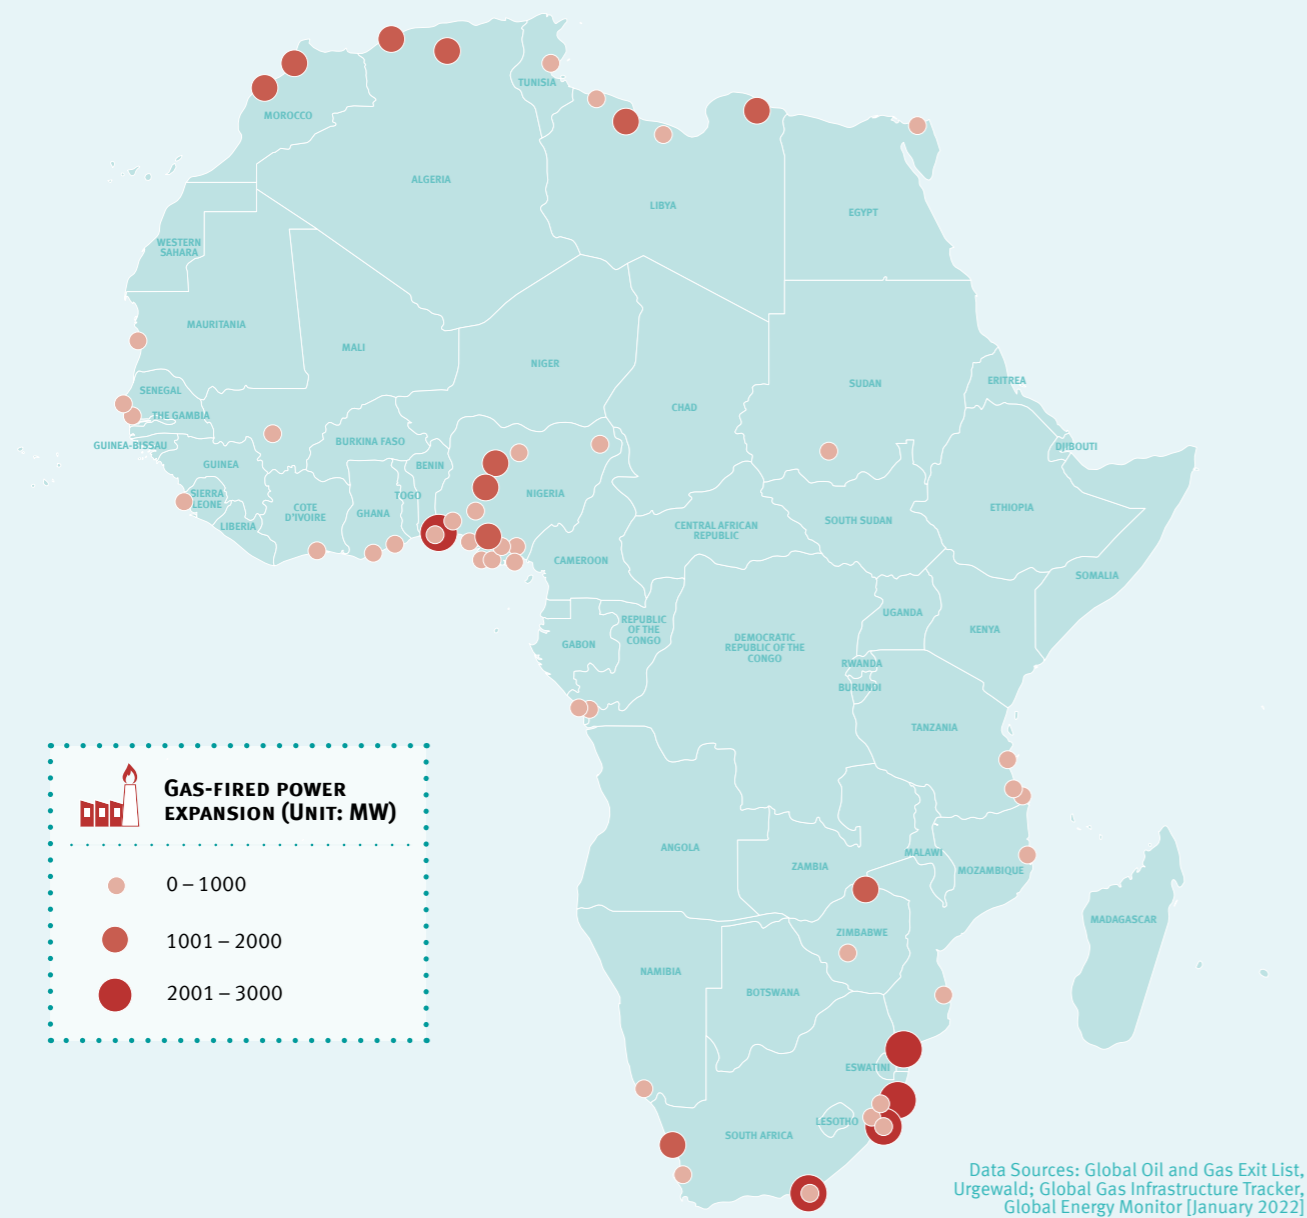 TUNISIA
MOROCCO
ALGERIA
LIBYA
EGYPT
WESTERN
SAHARA
MAURITANIA
MALI
NIGER
CHAD
SUDAN
ERITREA
SENEGAL
THE GAMBIA
GUINEA-BISSAU
GUINEA
BURKINA FASO
BENIN
DJIBOUTI
SIERRA
LEONE
LIBERIA
COTE
D'IVOIRE
GHANA
TOGO
NIGERIA
CENTRAL AFRICAN
REPUBLIC
SOUTH SUDAN
ETHIOPIA
CAMEROON
SOMALIA
UGANDA
KENYA
REPUBLIC
OF THE
CONGO
GABON
DEMOCRATIC
REPUBLIC OF THE
CONGO
RWANDA
BURUNDI
TANZANIA
ANGOLA
ZAMBIA
MALAWI
MOZAMBIQUE
MADAGASCAR
ZIMBABWE
NAMIBIA
BOTSWANA
ESWATINI
LESOTHO
SOUTH AFRICA
GAS-FIRED POWER
EXPANSION (UNIT: MW)
0 – 1000
1001 – 2000
2001 – 3000
Data Sources: Global Oil and Gas Exit List,
Urgewald; Global Gas Infrastructure Tracker,
Global Energy Monitor [January 2022]